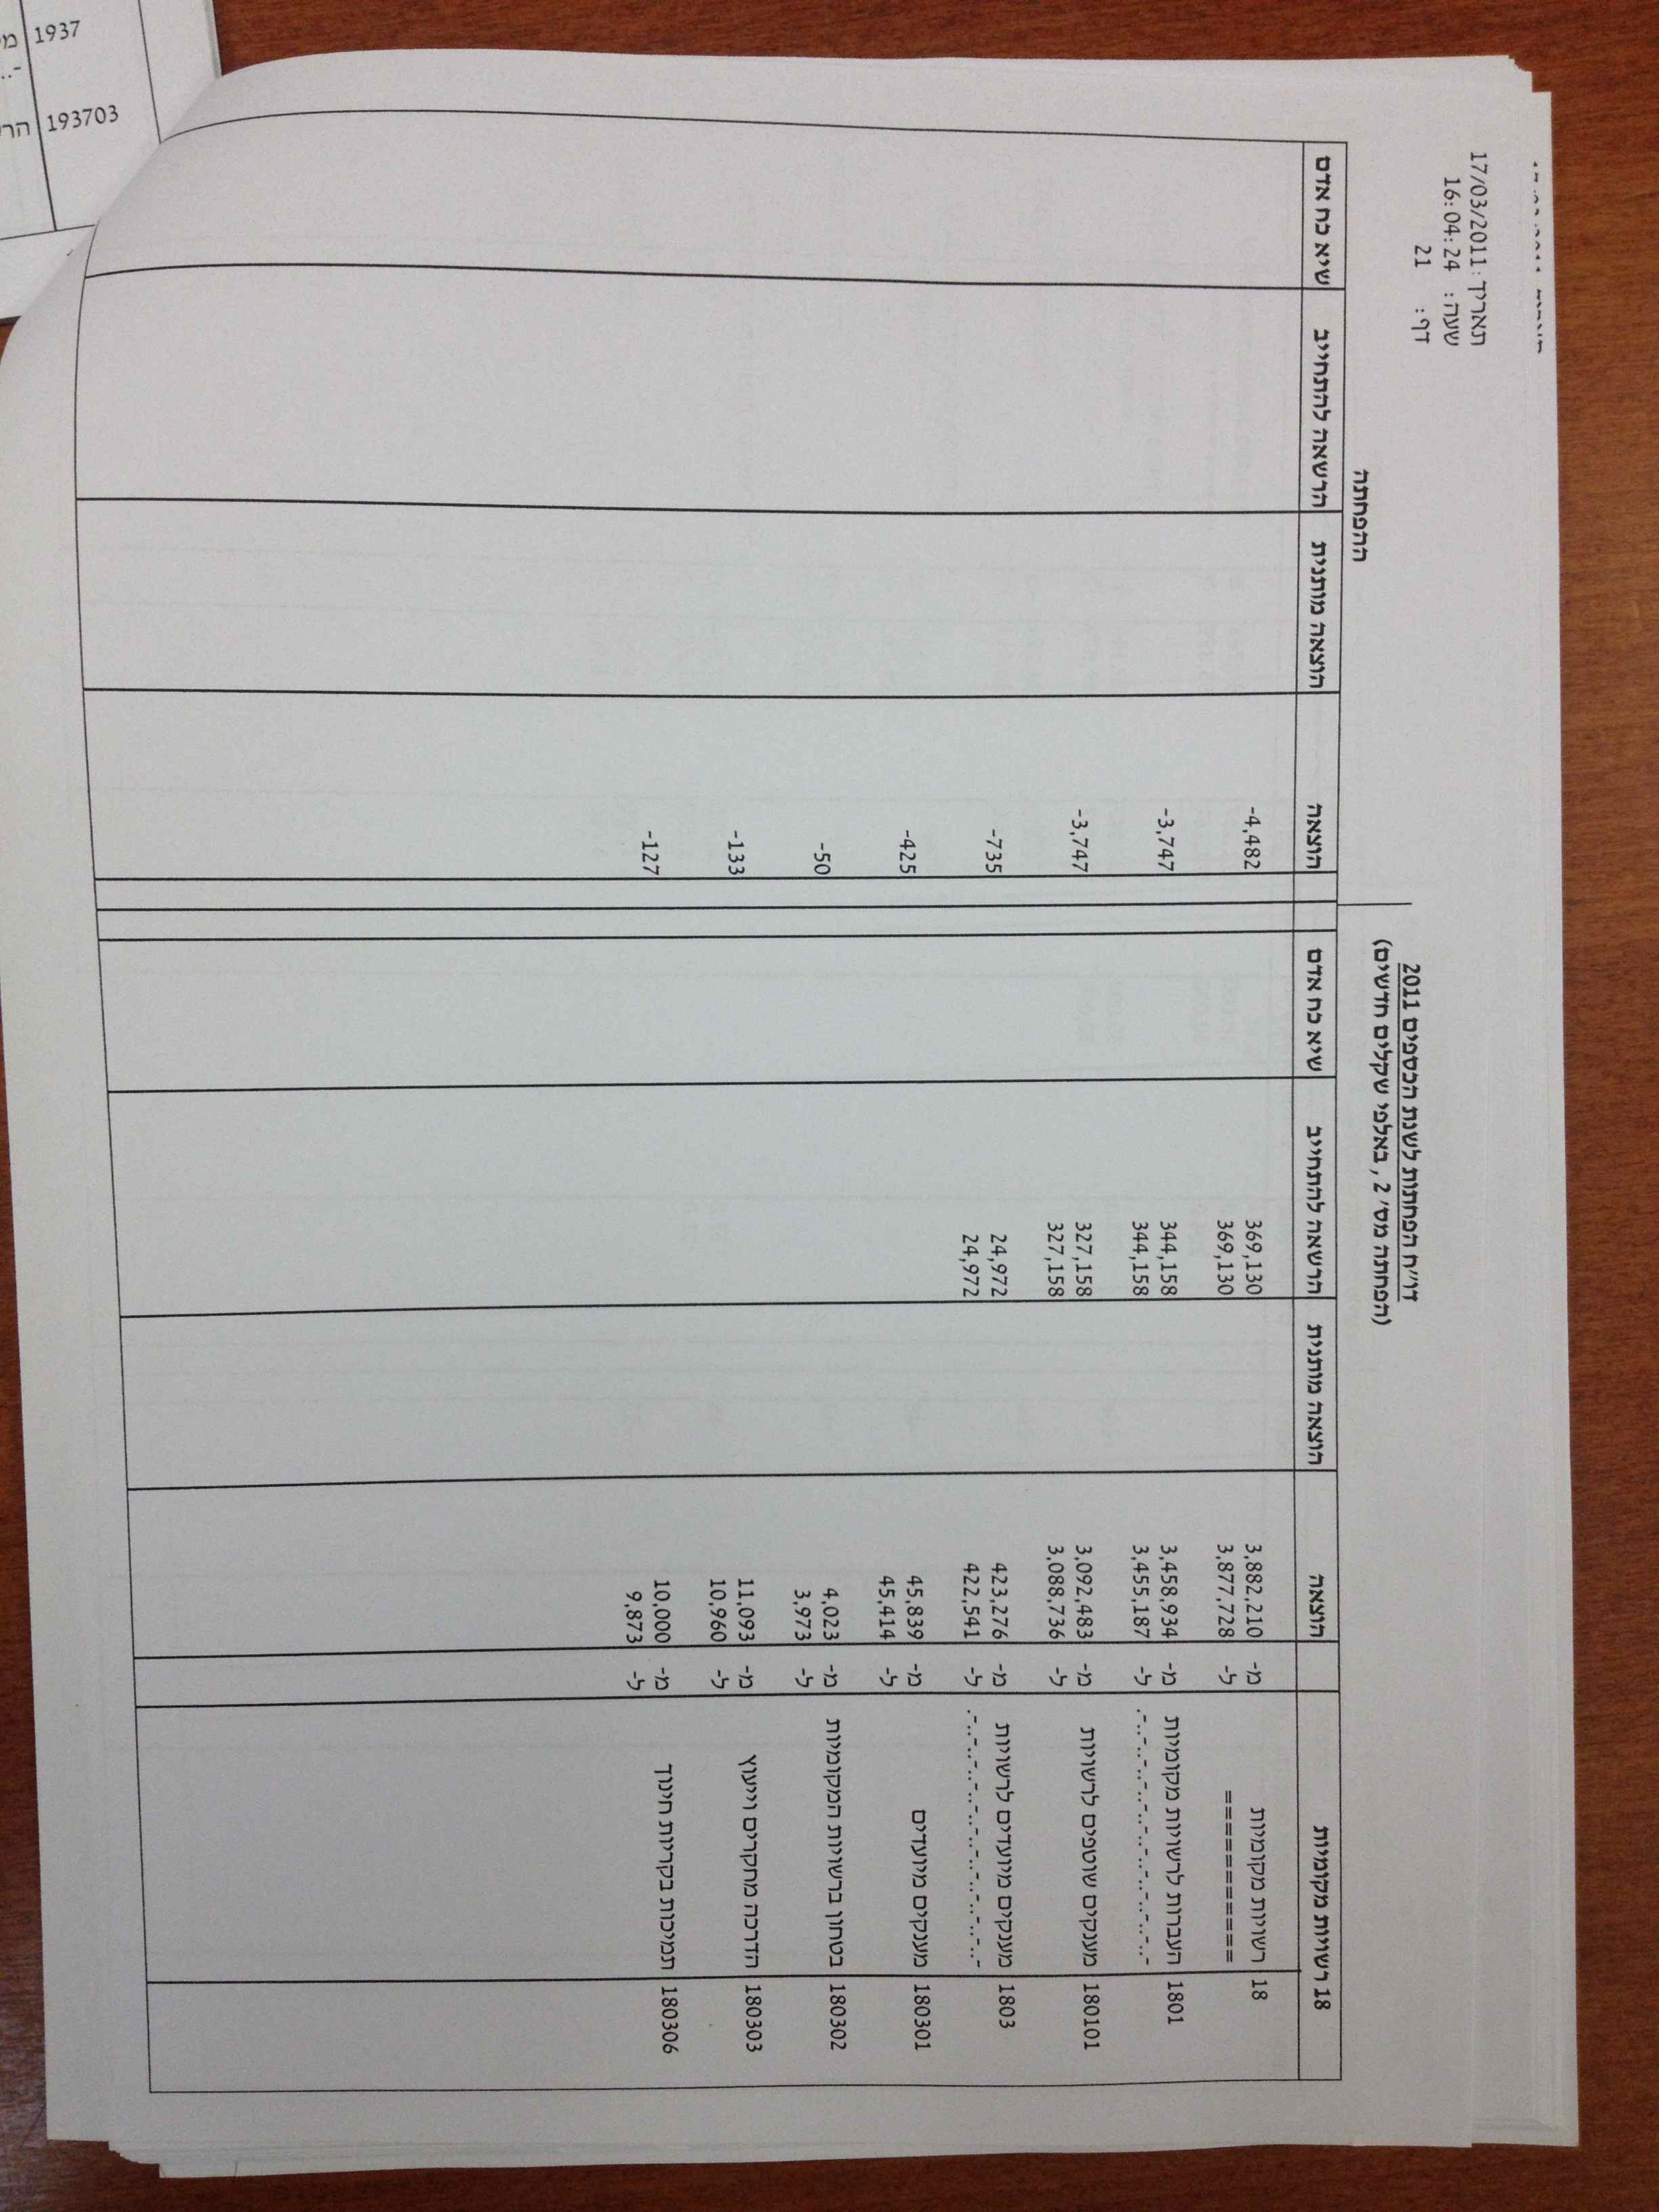 תאריך: 17/03/2011
שעה: 16:04:24
דף: 21
דו״ח הפחתות לשנת הכספים 2011
(הפחתה מס׳ 2, באלפי שקלים חדשים)
ההפחתה
18 רשויות מקומיות הוצאה הוצאה מותנית הרשאה להתחייב שיא כח אדם הוצאה הוצאה מותנית הרשאה להתחייב שיא כח אדם
18 רשויות מקומיות מ- 3,882,210 369,130 -4,482
============ ל- 3,877,728 369,130
1801 העברות לרשויות מקומיות מ- 3,458,934 344,158 -3,747
-..-..-..-..-..-..-..-..-. ל- 3,455,187 344,158
180101 מענקים שוטפים לרשויות מ- 3,092,483 327,158 -3,747
ל- 3,088,736 327,158
1803 מענקים מיועדים לרשויות מ- 423,276 24,972 -735
-..-..-..-..-..-..-..-..-. ל- 422,541 24,972
180301 מענקים מיועדים מ- 45,839 -425
ל- 45,414
180302 בטחון ברשויות המקומיות מ- 4,023 -50
ל- 3,973
180303 הדרכה מחקרים וייעוץ מ- 11,093 -133
ל- 10,960
180306 תמיכות בקריות חינוך מ- 10,000 -127
ל- 9,873
1937
193703